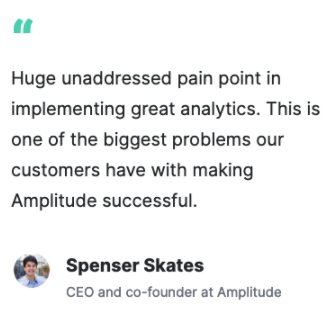 “
Huge unaddressed pain point in
implementing great analytics. This is
one of the biggest problems our
customers have with making
Amplitude successful.
Spenser Skates
CEO and co-founder at Amplitude